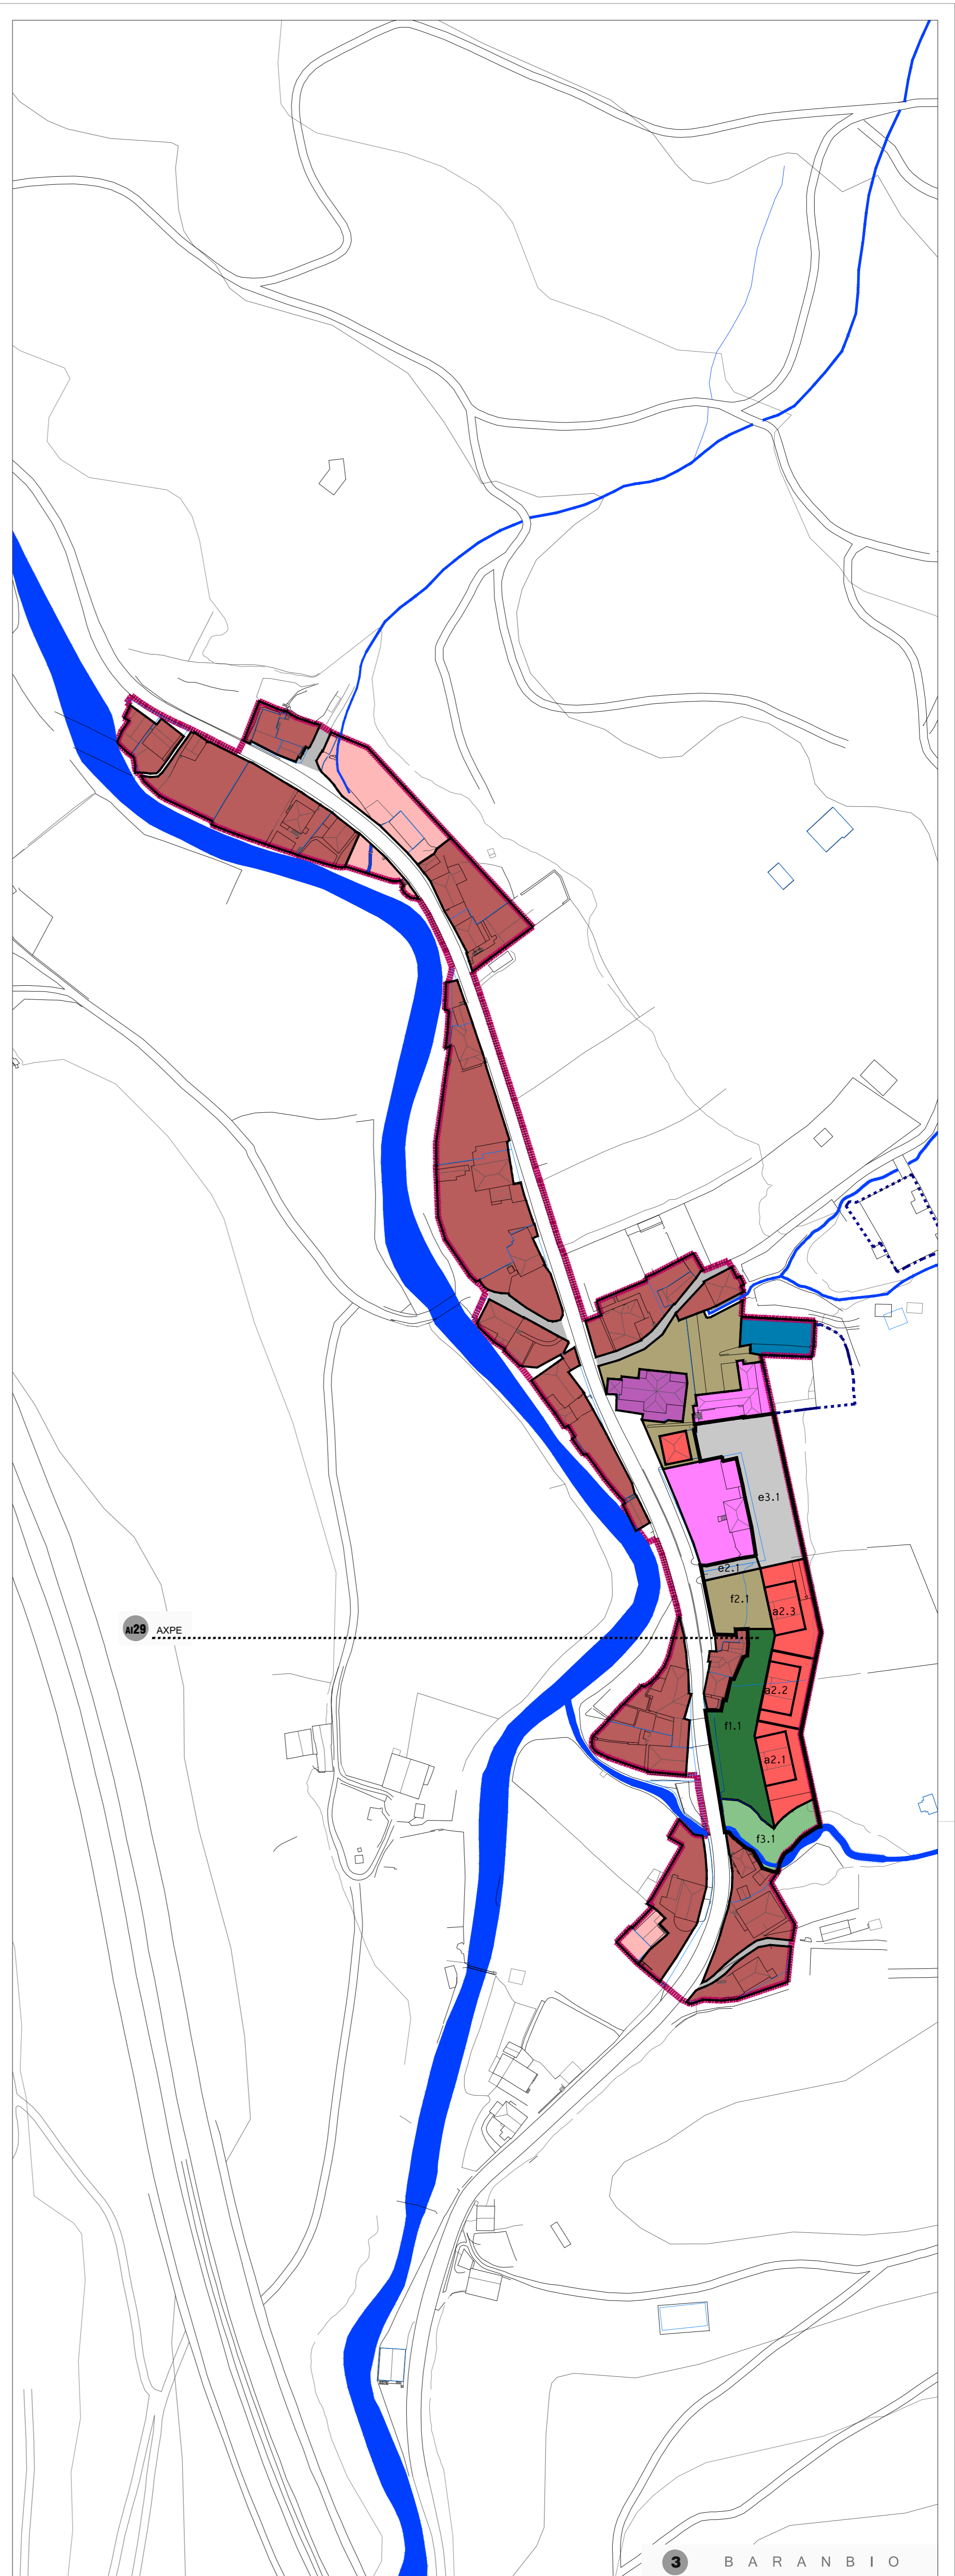 e3.1
e2.1
f2.1
a2.3
AI29 AXPE
a2.2
f1.1
a2.1
f3.1
3 BARANBIO